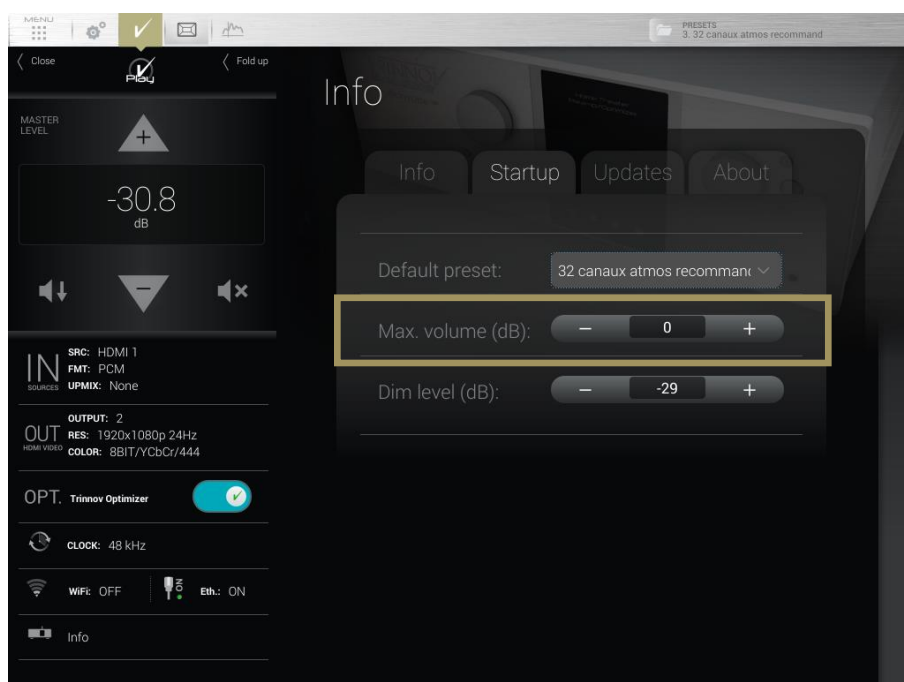 MENU
PRESETS
3. 32 canaux atmos recommand
Close
Play
Fold up
MASTER
LEVEL
+
-30.8
dB
−
IN
SOURCES
SRC: HDMI 1
FMT: PCM
UPMIX: None
OUT
HDMI VIDEO
OUTPUT: 2
RES: 1920x1080p 24Hz
COLOR: 8BIT/YCbCr/444
OPT. Trinnov Optimizer
CLOCK: 48 kHz
WiFi: OFF
ON
Eth.: ON
Info
Info
Info Startup Updates About
Default preset: 32 canaux atmos recomman
Max. volume (dB): − 0 +
Dim level (dB): − -29 +